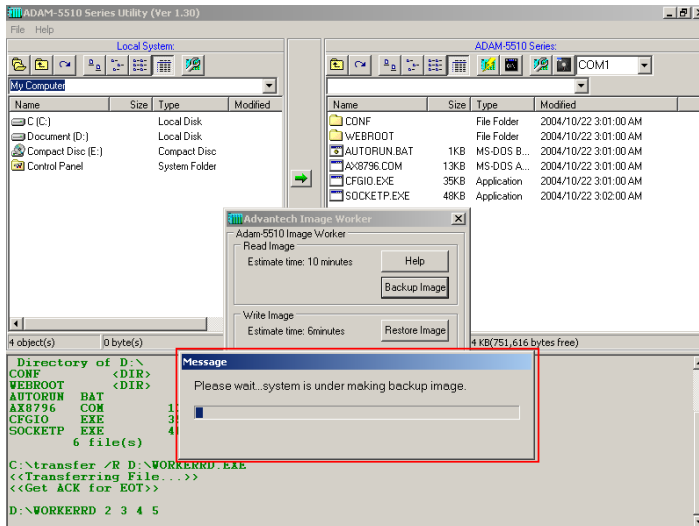 ADAM-5510 Series Utility (Ver 1.30)
File Help
Local System:
ADAM-5510 Series:
COM1
My Computer
Name Size Type Modified
C (C:) Local Disk
Document (D:) Local Disk
Compact Disc (E:) Compact Disc
Control Panel System Folder
Name Size Type Modified
CONF File Folder 2004/10/22 3:01:00 AM
WEBROOT File Folder 2004/10/22 3:01:00 AM
AUTORUN.BAT 1KB MS-DOS B... 2004/10/22 3:01:00 AM
AX8796.COM 13KB MS-DOS A... 2004/10/22 3:01:00 AM
CFGIO.EXE 35KB Application 2004/10/22 3:01:00 AM
SOCKETP.EXE 48KB Application 2004/10/22 3:02:00 AM
Advantech Image Worker
Adam-5510 Image Worker
Read Image
Estimate time: 10 minutes
Help
Backup Image
Write Image
Estimate time: 6minutes
Restore Image
4 object(s) 0 byte(s)
4 KB(751,616 bytes free)
Message
Please wait...system is under making backup image.
Directory of D:\
CONF <DIR>
WEBROOT <DIR>
AUTORUN BAT
AX8796 COM 1
CFGIO EXE 3
SOCKETP EXE 4
6 file(s)
C:\transfer /R D:\WORKERRD.EXE
<<Transferring File...>>
<<Get ACK for EOT>>
D:\WORKERRD 2 3 4 5